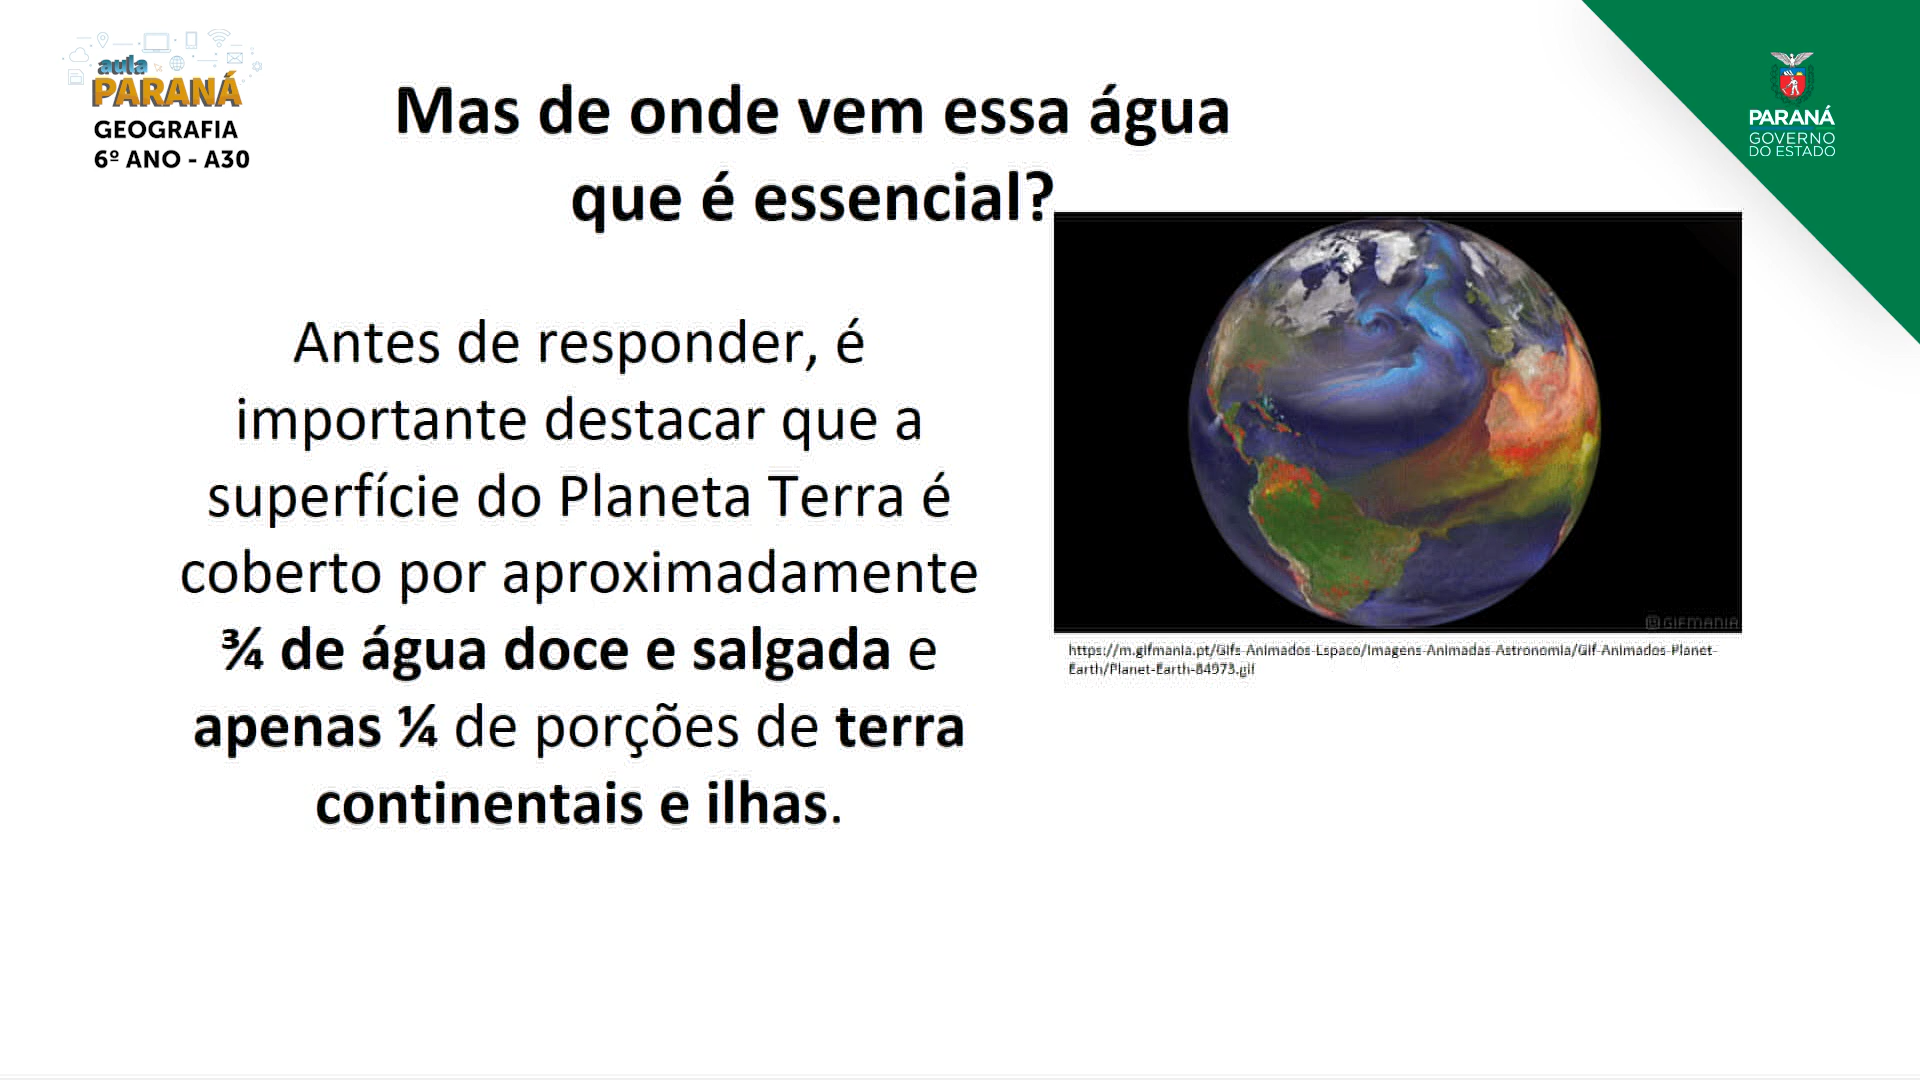 aula
PARANÁ
GEOGRAFIA
6º ANO - A30
PARANÁ
GOVERNO
DO ESTADO
Mas de onde vem essa água
que é essencial?
Antes de responder, é
importante destacar que a
superfície do Planeta Terra é
coberto por aproximadamente
¾ de água doce e salgada e
apenas ¼ de porções de terra
continentais e ilhas.
GIFMANIA
https://m.gifmania.pt/Gifs-Animados-Espaco/Imagens-Animadas-Astronomia/Gif-Animados-Planet-
Earth/Planet-Earth-84973.gif